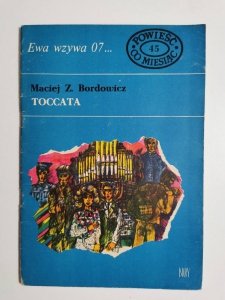 Ewa wzywa 07...
POWIEŚĆ
45
CO MIESIĄC
Maciej Z. Bordowicz
TOCCATA